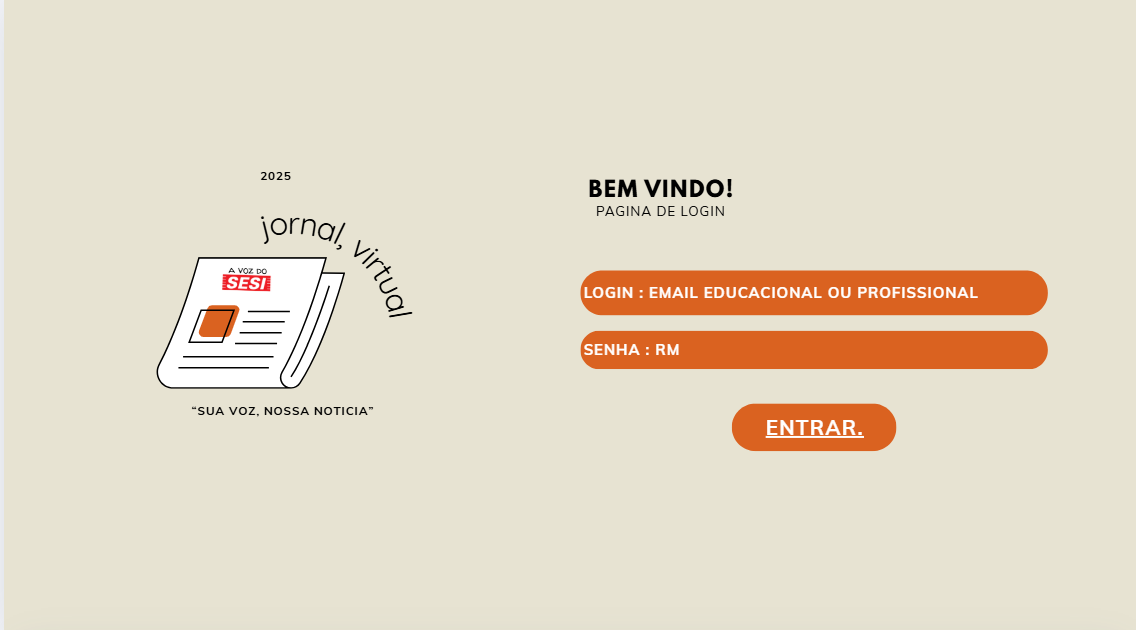 2025
jornal, virtual
A VOZ DO
SESI
“SUA VOZ, NOSSA NOTICIA”
BEM VINDO!
PAGINA DE LOGIN
LOGIN : EMAIL EDUCACIONAL OU PROFISSIONAL
SENHA : RM
ENTRAR.